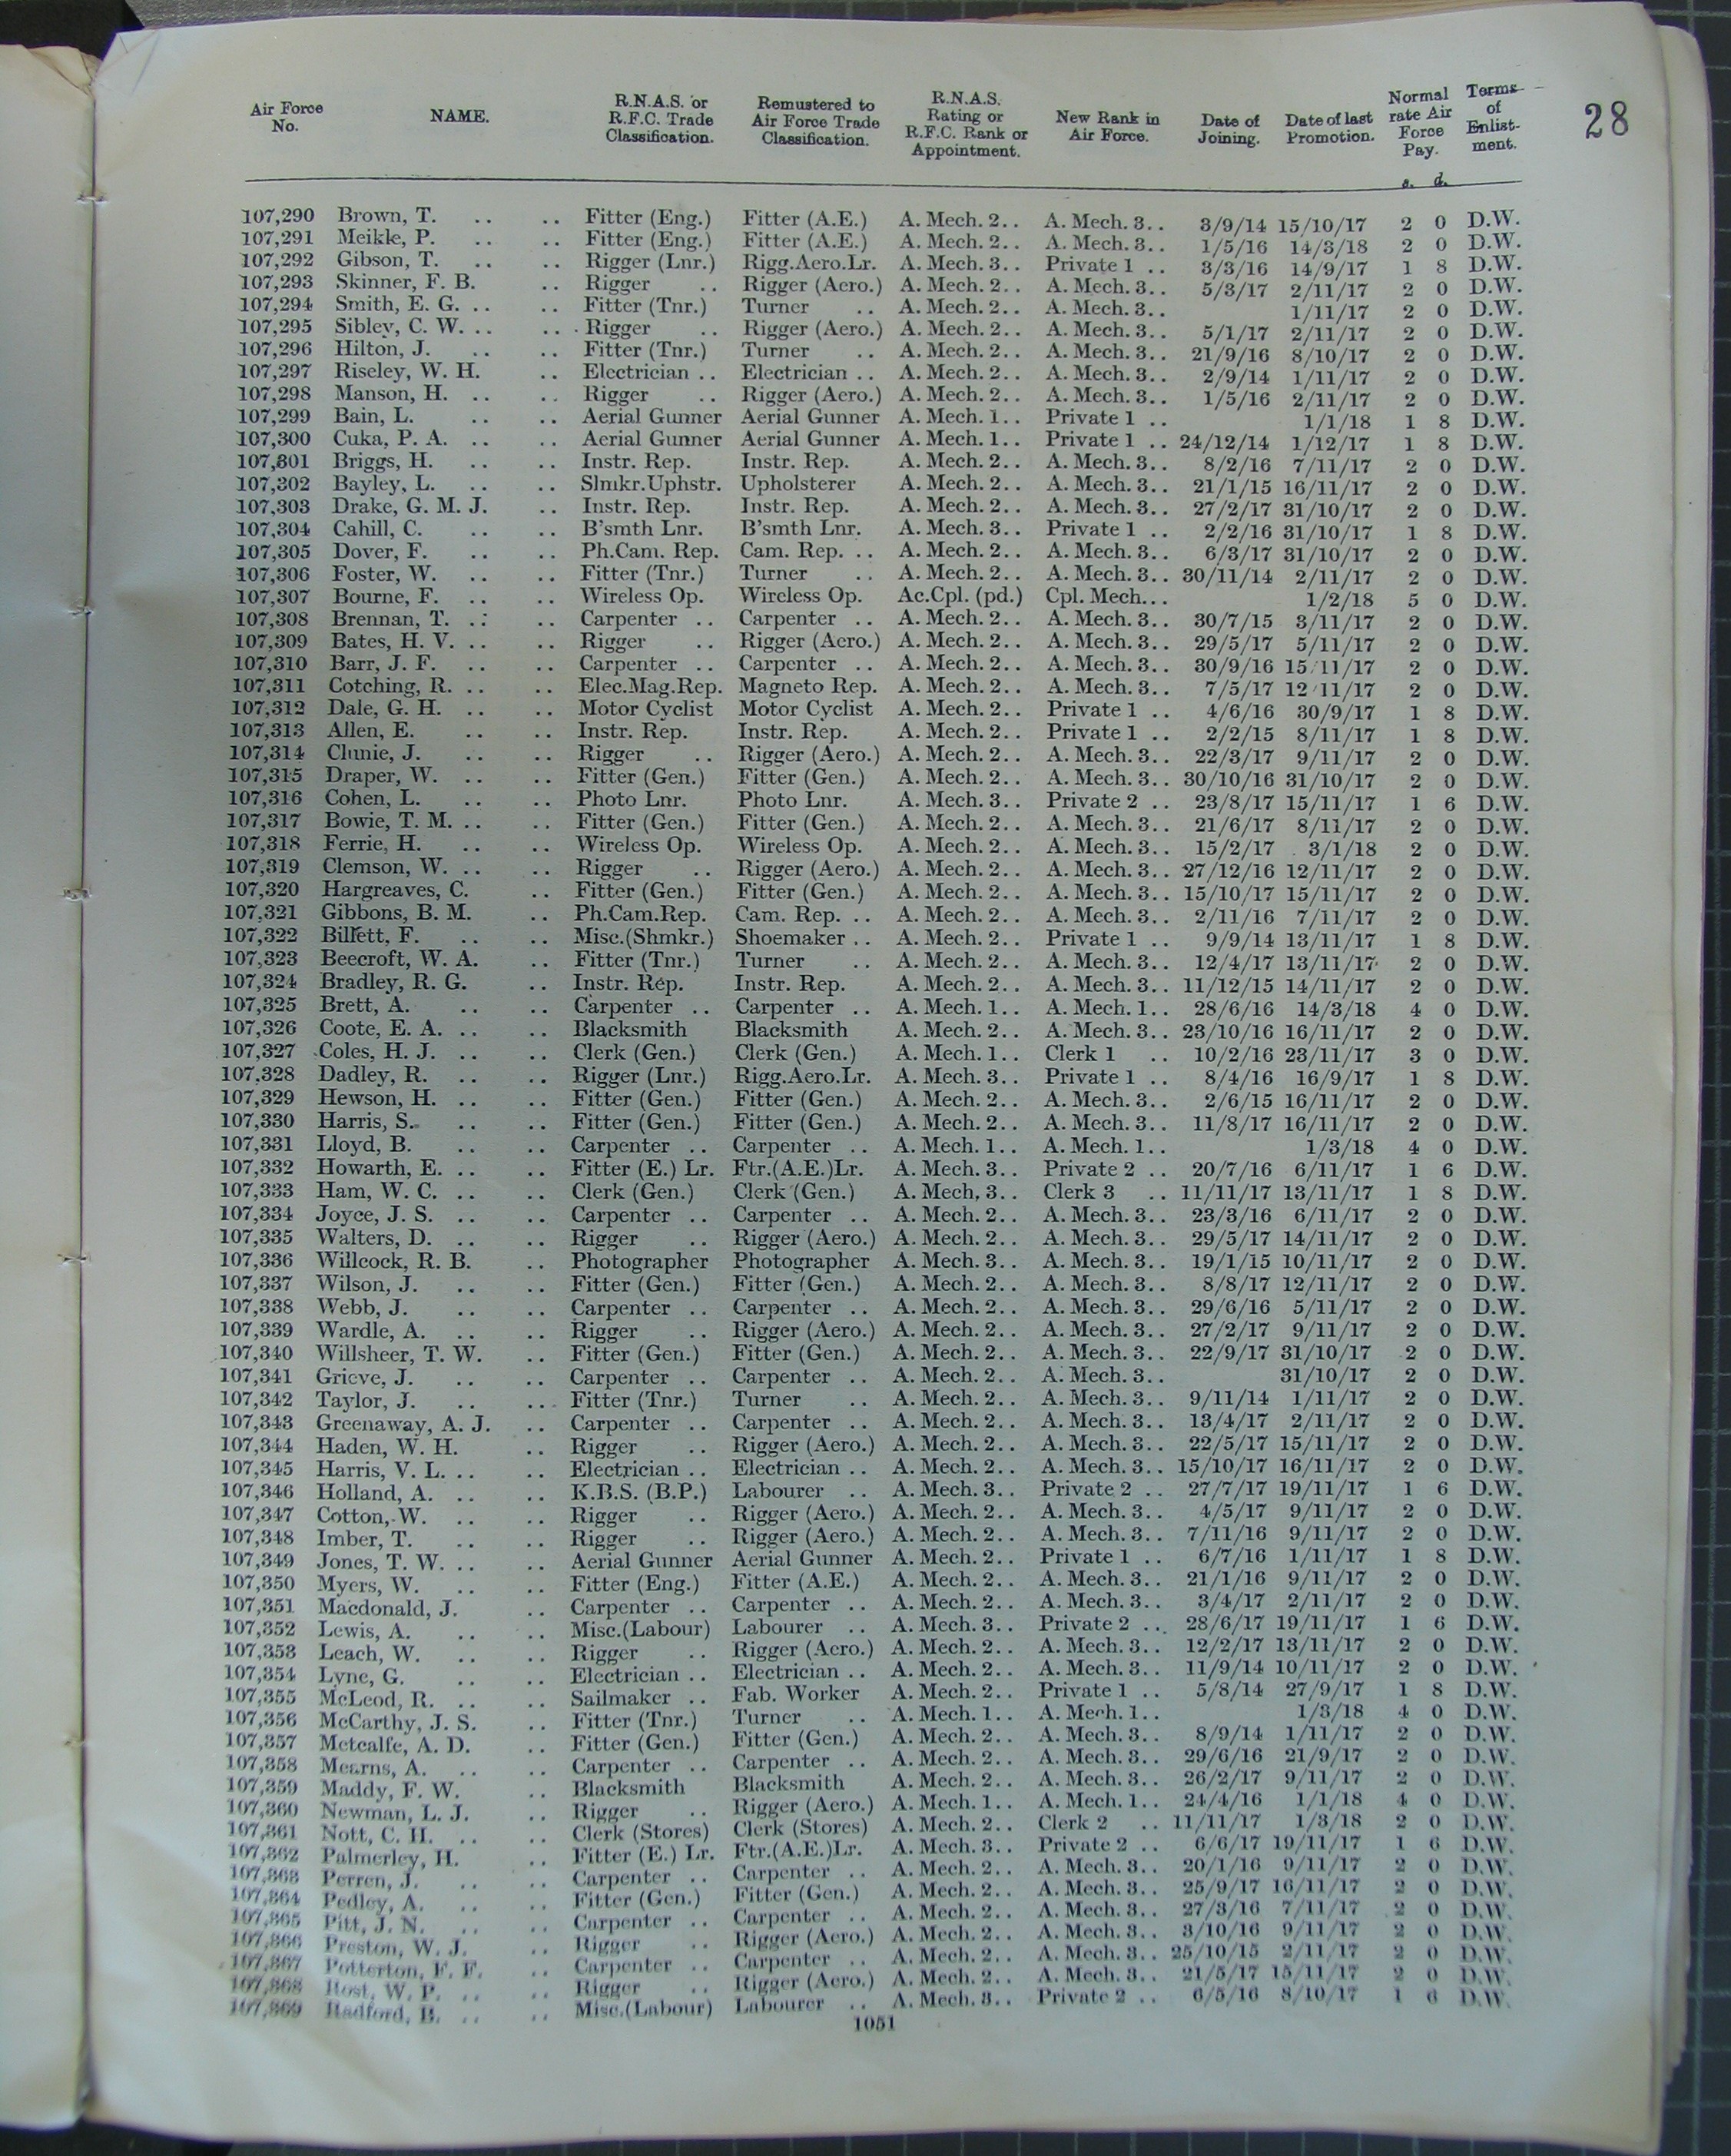 28
Air Force No. NAME. R.N.A.S. or R.F.C. Trade Classification. Remustered to Air Force Trade Classification. R.N.A.S. Rating or R.F.C. Rank or Appointment. New Rank in Air Force. Date of Joining. Date of last Promotion. Normal rate Air Force Pay. Terms of Enlistment.
s. d.
107,290 Brown, T. .. .. Fitter (Eng.) Fitter (A.E.) A. Mech. 2.. A. Mech. 3.. 3/9/14 15/10/17 2 0 D.W.
107,291 Meikle, P. .. .. Fitter (Eng.) Fitter (A.E.) A. Mech. 2.. A. Mech. 3.. 1/5/16 14/3/18 2 0 D.W.
107,292 Gibson, T. .. .. Rigger (Lnr.) Rigg.Aero.Lr. A. Mech. 3.. Private 1 .. 3/3/16 14/9/17 1 8 D.W.
107,293 Skinner, F. B. .. Rigger .. Rigger (Aero.) A. Mech. 2.. A. Mech. 3.. 5/3/17 2/11/17 2 0 D.W.
107,294 Smith, E. G. .. .. Fitter (Tnr.) Turner .. A. Mech. 2.. A. Mech. 3.. 1/11/17 2 0 D.W.
107,295 Sibley, C. W. .. .. Rigger .. Rigger (Aero.) A. Mech. 2.. A. Mech. 3.. 5/1/17 2/11/17 2 0 D.W.
107,296 Hilton, J. .. .. Fitter (Tnr.) Turner .. A. Mech. 2.. A. Mech. 3.. 21/9/16 8/10/17 2 0 D.W.
107,297 Riseley, W. H. .. Electrician .. Electrician .. A. Mech. 2.. A. Mech. 3.. 2/9/14 1/11/17 2 0 D.W.
107,298 Manson, H. .. .. Rigger .. Rigger (Aero.) A. Mech. 2.. A. Mech. 3.. 1/5/16 2/11/17 2 0 D.W.
107,299 Bain, L. .. .. Aerial Gunner Aerial Gunner A. Mech. 1.. Private 1 .. 1/1/18 1 8 D.W.
107,300 Cuka, P. A. .. .. Aerial Gunner Aerial Gunner A. Mech. 1.. Private 1 .. 24/12/14 1/12/17 1 8 D.W.
107,301 Briggs, H. .. .. Instr. Rep. Instr. Rep. A. Mech. 2.. A. Mech. 3.. 8/2/16 7/11/17 2 0 D.W.
107,302 Bayley, L. .. .. Slmkr.Uphstr. Upholsterer A. Mech. 2.. A. Mech. 3.. 21/1/15 16/11/17 2 0 D.W.
107,303 Drake, G. M. J. .. Instr. Rep. Instr. Rep. A. Mech. 2.. A. Mech. 3.. 27/2/17 31/10/17 2 0 D.W.
107,304 Cahill, C. .. .. B'smth Lnr. B'smth Lnr. A. Mech. 3.. Private 1 .. 2/2/16 31/10/17 1 8 D.W.
107,305 Dover, F. .. .. Ph.Cam. Rep. Cam. Rep. .. A. Mech. 2.. A. Mech. 3.. 6/3/17 31/10/17 2 0 D.W.
107,306 Foster, W. .. .. Fitter (Tnr.) Turner .. A. Mech. 2.. A. Mech. 3.. 30/11/14 2/11/17 2 0 D.W.
107,307 Bourne, F. .. .. Wireless Op. Wireless Op. Ac.Cpl. (pd.) Cpl. Mech... 1/2/18 5 0 D.W.
107,308 Brennan, T. .. .. Carpenter .. Carpenter .. A. Mech. 2.. A. Mech. 3.. 30/7/15 3/11/17 2 0 D.W.
107,309 Bates, H. V. .. .. Rigger .. Rigger (Aero.) A. Mech. 2.. A. Mech. 3.. 29/5/17 5/11/17 2 0 D.W.
107,310 Barr, J. F. .. .. Carpenter .. Carpenter .. A. Mech. 2.. A. Mech. 3.. 30/9/16 15/11/17 2 0 D.W.
107,311 Cotching, R. .. .. Elec.Mag.Rep. Magneto Rep. A. Mech. 2.. A. Mech. 3.. 7/5/17 12/11/17 2 0 D.W.
107,312 Dale, G. H. .. .. Motor Cyclist Motor Cyclist A. Mech. 2.. Private 1 .. 4/6/16 30/9/17 1 8 D.W.
107,313 Allen, E. .. .. Instr. Rep. Instr. Rep. A. Mech. 2.. Private 1 .. 2/2/15 8/11/17 1 8 D.W.
107,314 Clunie, J. .. .. Rigger .. Rigger (Aero.) A. Mech. 2.. A. Mech. 3.. 22/3/17 9/11/17 2 0 D.W.
107,315 Draper, W. .. .. Fitter (Gen.) Fitter (Gen.) A. Mech. 2.. A. Mech. 3.. 30/10/16 31/10/17 2 0 D.W.
107,316 Cohen, L. .. .. Photo Lnr. Photo Lnr. A. Mech. 3.. Private 2 .. 23/8/17 15/11/17 1 6 D.W.
107,317 Bowie, T. M. .. .. Fitter (Gen.) Fitter (Gen.) A. Mech. 2.. A. Mech. 3.. 21/6/17 8/11/17 2 0 D.W.
107,318 Ferrie, H. .. .. Wireless Op. Wireless Op. A. Mech. 2.. A. Mech. 3.. 15/2/17 3/1/18 2 0 D.W.
107,319 Clemson, W. .. .. Rigger .. Rigger (Aero.) A. Mech. 2.. A. Mech. 3.. 27/12/16 12/11/17 2 0 D.W.
107,320 Hargreaves, C. .. Fitter (Gen.) Fitter (Gen.) A. Mech. 2.. A. Mech. 3.. 15/10/17 15/11/17 2 0 D.W.
107,321 Gibbons, B. M. .. Ph.Cam.Rep. Cam. Rep. .. A. Mech. 2.. A. Mech. 3.. 2/11/16 7/11/17 2 0 D.W.
107,322 Billett, F. .. .. Misc.(Shmkr.) Shoemaker .. A. Mech. 2.. Private 1 .. 9/9/14 13/11/17 1 8 D.W.
107,323 Beecroft, W. A. .. Fitter (Tnr.) Turner .. A. Mech. 2.. A. Mech. 3.. 12/4/17 13/11/17 2 0 D.W.
107,324 Bradley, R. G. .. Instr. Rep. Instr. Rep. A. Mech. 2.. A. Mech. 3.. 11/12/15 14/11/17 2 0 D.W.
107,325 Brett, A. .. .. Carpenter .. Carpenter .. A. Mech. 1.. A. Mech. 1.. 28/6/16 14/3/18 4 0 D.W.
107,326 Coote, E. A. .. .. Blacksmith Blacksmith A. Mech. 2.. A. Mech. 3.. 23/10/16 16/11/17 2 0 D.W.
107,327 Coles, H. J. .. .. Clerk (Gen.) Clerk (Gen.) A. Mech. 1.. Clerk 1 .. 10/2/16 23/11/17 3 0 D.W.
107,328 Dadley, R. .. .. Rigger (Lnr.) Rigg.Aero.Lr. A. Mech. 3.. Private 1 .. 8/4/16 16/9/17 1 8 D.W.
107,329 Hewson, H. .. .. Fitter (Gen.) Fitter (Gen.) A. Mech. 2.. A. Mech. 3.. 2/6/15 16/11/17 2 0 D.W.
107,330 Harris, S. .. .. Fitter (Gen.) Fitter (Gen.) A. Mech. 2.. A. Mech. 3.. 11/8/17 16/11/17 2 0 D.W.
107,331 Lloyd, B. .. .. Carpenter .. Carpenter .. A. Mech. 1.. A. Mech. 1.. 1/3/18 4 0 D.W.
107,332 Howarth, E. .. .. Fitter (E.) Lr. Ftr.(A.E.)Lr. A. Mech. 3.. Private 2 .. 20/7/16 6/11/17 1 6 D.W.
107,333 Ham, W. C. .. .. Clerk (Gen.) Clerk (Gen.) A. Mech, 3.. Clerk 3 .. 11/11/17 13/11/17 1 8 D.W.
107,334 Joyce, J. S. .. .. Carpenter .. Carpenter .. A. Mech. 2.. A. Mech. 3.. 23/3/16 6/11/17 2 0 D.W.
107,335 Walters, D. .. .. Rigger .. Rigger (Aero.) A. Mech. 2.. A. Mech. 3.. 29/5/17 14/11/17 2 0 D.W.
107,336 Willcock, R. B. .. Photographer Photographer A. Mech. 3.. A. Mech. 3.. 19/1/15 10/11/17 2 0 D.W.
107,337 Wilson, J. .. .. Fitter (Gen.) Fitter (Gen.) A. Mech. 2.. A. Mech. 3.. 8/8/17 12/11/17 2 0 D.W.
107,338 Webb, J. .. .. Carpenter .. Carpenter .. A. Mech. 2.. A. Mech. 3.. 29/6/16 5/11/17 2 0 D.W.
107,339 Wardle, A. .. .. Rigger .. Rigger (Aero.) A. Mech. 2.. A. Mech. 3.. 27/2/17 9/11/17 2 0 D.W.
107,340 Willsheer, T. W. .. Fitter (Gen.) Fitter (Gen.) A. Mech. 2.. A. Mech. 3.. 22/9/17 31/10/17 2 0 D.W.
107,341 Grieve, J. .. .. Carpenter .. Carpenter .. A. Mech. 2.. A. Mech. 3.. 31/10/17 2 0 D.W.
107,342 Taylor, J. .. .. Fitter (Tnr.) Turner .. A. Mech. 2.. A. Mech. 3.. 9/11/14 1/11/17 2 0 D.W.
107,343 Greenaway, A. J. .. Carpenter .. Carpenter .. A. Mech. 2.. A. Mech. 3.. 13/4/17 2/11/17 2 0 D.W.
107,344 Haden, W. H. .. Rigger .. Rigger (Aero.) A. Mech. 2.. A. Mech. 3.. 22/5/17 15/11/17 2 0 D.W.
107,345 Harris, V. L. .. .. Electrician .. Electrician .. A. Mech. 2.. A. Mech. 3.. 15/10/17 16/11/17 2 0 D.W.
107,346 Holland, A. .. .. K.B.S. (B.P.) Labourer .. A. Mech. 3.. Private 2 .. 27/7/17 19/11/17 1 6 D.W.
107,347 Cotton, W. .. .. Rigger .. Rigger (Aero.) A. Mech. 2.. A. Mech. 3.. 4/5/17 9/11/17 2 0 D.W.
107,348 Imber, T. .. .. Rigger .. Rigger (Aero.) A. Mech. 2.. A. Mech. 3.. 7/11/16 9/11/17 2 0 D.W.
107,349 Jones, T. W. .. .. Aerial Gunner Aerial Gunner A. Mech. 2.. Private 1 .. 6/7/16 1/11/17 1 8 D.W.
107,350 Myers, W. .. .. Fitter (Eng.) Fitter (A.E.) A. Mech. 2.. A. Mech. 3.. 21/1/16 9/11/17 2 0 D.W.
107,351 Macdonald, J. .. Carpenter .. Carpenter .. A. Mech. 2.. A. Mech. 3.. 3/4/17 2/11/17 2 0 D.W.
107,352 Lewis, A. .. .. Misc.(Labour) Labourer .. A. Mech. 3.. Private 2 .. 28/6/17 19/11/17 1 6 D.W.
107,353 Leach, W. .. .. Rigger .. Rigger (Aero.) A. Mech. 2.. A. Mech. 3.. 12/2/17 13/11/17 2 0 D.W.
107,354 Lyne, G. .. .. Electrician .. Electrician .. A. Mech. 2.. A. Mech. 3.. 11/9/14 10/11/17 2 0 D.W.
107,355 McLeod, R. .. .. Sailmaker .. Fab. Worker A. Mech. 2.. Private 1 .. 5/8/14 27/9/17 1 8 D.W.
107,356 McCarthy, J. S. .. Fitter (Tnr.) Turner .. A. Mech. 1.. A. Mech. 1.. 1/3/18 4 0 D.W.
107,357 Metcalfe, A. D. .. Fitter (Gen.) Fitter (Gen.) A. Mech. 2.. A. Mech. 3.. 8/9/14 1/11/17 2 0 D.W.
107,358 Mearns, A. .. .. Carpenter .. Carpenter .. A. Mech. 2.. A. Mech. 3.. 29/6/16 21/9/17 2 0 D.W.
107,359 Maddy, F. W. .. Blacksmith Blacksmith A. Mech. 2.. A. Mech. 3.. 26/2/17 9/11/17 2 0 D.W.
107,360 Newman, L. J. .. Rigger .. Rigger (Aero.) A. Mech. 1.. A. Mech. 1.. 24/4/16 1/1/18 4 0 D.W.
107,361 Nott, C. H. .. .. Clerk (Stores) Clerk (Stores) A. Mech. 2.. Clerk 2 .. 11/11/17 1/3/18 2 0 D.W.
107,362 Palmerley, H. .. Fitter (E.) Lr. Ftr.(A.E.)Lr. A. Mech. 3.. Private 2 .. 6/6/17 19/11/17 1 6 D.W.
107,363 Perren, J. .. .. Carpenter .. Carpenter .. A. Mech. 2.. A. Mech. 3.. 20/1/16 9/11/17 2 0 D.W.
107,364 Pedley, A. .. .. Fitter (Gen.) Fitter (Gen.) A. Mech. 2.. A. Mech. 3.. 25/9/17 16/11/17 2 0 D.W.
107,365 Pitt, J. N. .. .. Carpenter .. Carpenter .. A. Mech. 2.. A. Mech. 3.. 27/3/16 7/11/17 2 0 D.W.
107,366 Preston, W. J. .. Rigger .. Rigger (Aero.) A. Mech. 2.. A. Mech. 3.. 3/10/16 9/11/17 2 0 D.W.
107,367 Potterton, F. F. .. Carpenter .. Carpenter .. A. Mech. 2.. A. Mech. 3.. 25/10/15 2/11/17 2 0 D.W.
107,368 Rost, W. P. .. .. Rigger .. Rigger (Aero.) A. Mech. 2.. A. Mech. 3.. 21/5/17 15/11/17 2 0 D.W.
107,369 Radford, B. .. .. Misc.(Labour) Labourer .. A. Mech. 3.. Private 2 .. 6/5/16 8/10/17 1 6 D.W.
1051